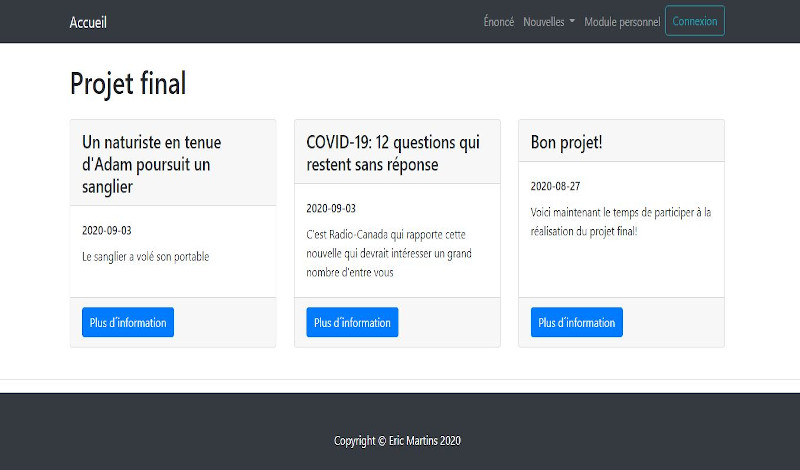 Accueil
Énoncé Nouvelles Module personnel Connexion
Projet final
Un naturiste en tenue
d'Adam poursuit un
sanglier
2020-09-03
Le sanglier a volé son portable
Plus d'information
COVID-19: 12 questions qui
restent sans réponse
2020-09-03
C'est Radio-Canada qui rapporte cette
nouvelle qui devrait intéresser un grand
nombre d'entre vous
Plus d'information
Bon projet!
2020-08-27
Voici maintenant le temps de participer à la
réalisation du projet final!
Plus d'information
Copyright © Eric Martins 2020